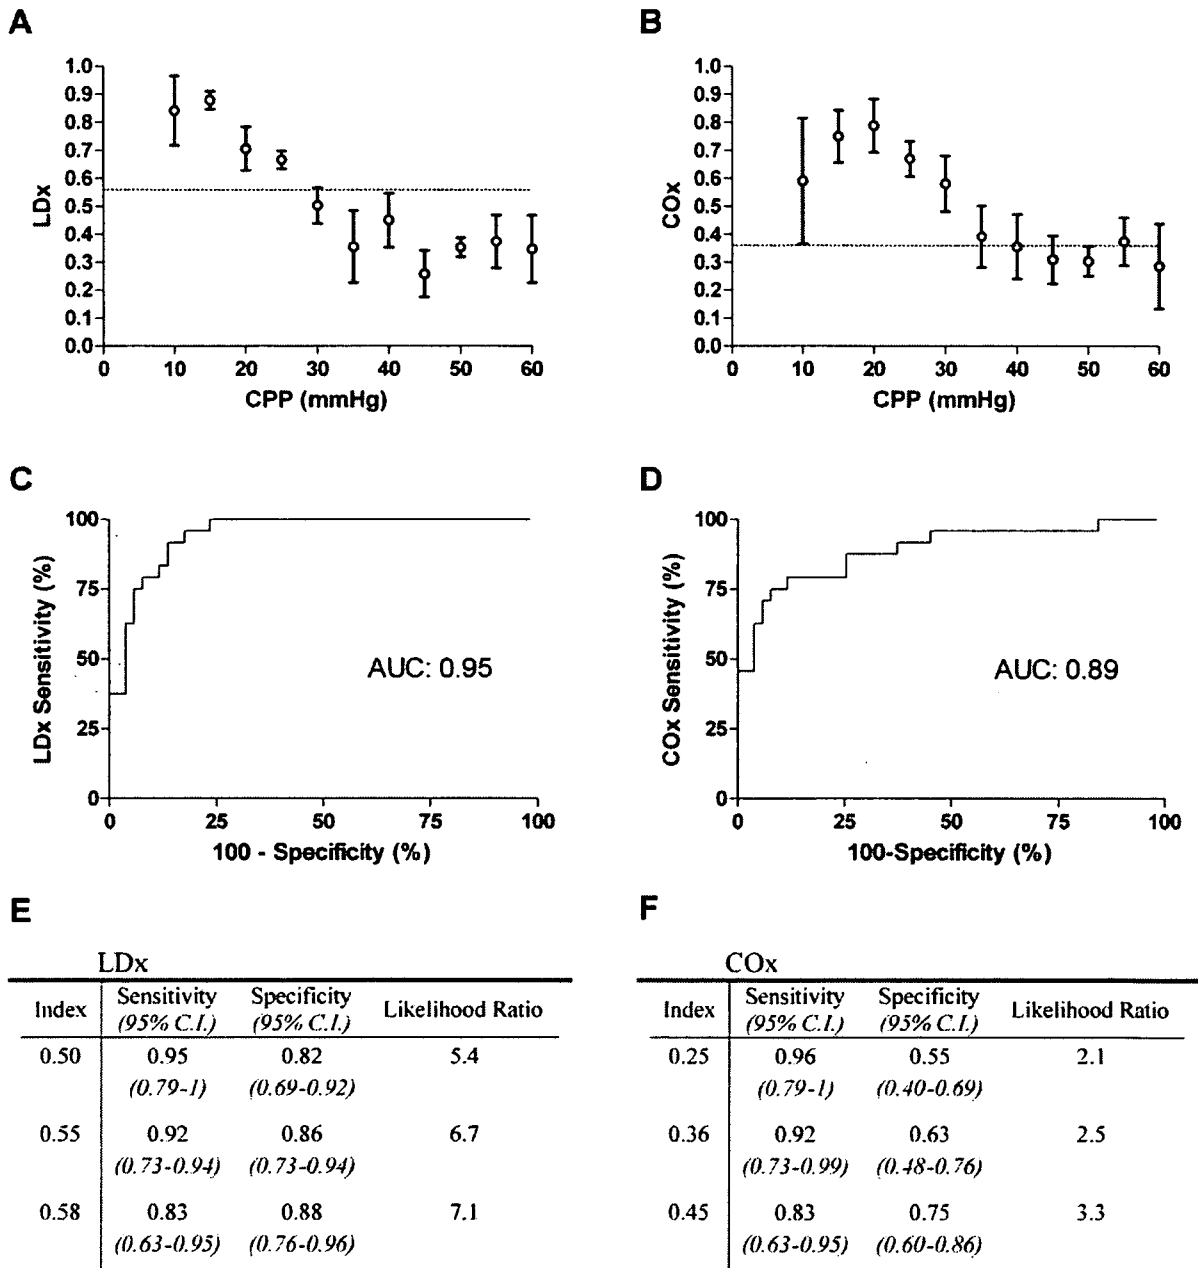 A
B
1.0
0.9
0.8
0.7
0.6
0.5
0.4
0.3
0.2
0.1
0.0
LDx
0 10 20 30 40 50 60
CPP (mmHg)
1.0
0.9
0.8
0.7
0.6
0.5
0.4
0.3
0.2
0.1
0.0
COx
0 10 20 30 40 50 60
CPP (mmHg)
C
D
100
75
50
25
0
LDx Sensitivity (%)
AUC: 0.95
0 25 50 75 100
100 - Specificity (%)
100
75
50
25
0
COx Sensitivity (%)
AUC: 0.89
0 25 50 75 100
100-Specificity (%)
E
LDx
Index Sensitivity Specificity Likelihood Ratio
(95% C.I.) (95% C.I.)
0.50 0.95 0.82 5.4
(0.79-1) (0.69-0.92)
0.55 0.92 0.86 6.7
(0.73-0.94) (0.73-0.94)
0.58 0.83 0.88 7.1
(0.63-0.95) (0.76-0.96)
F
COx
Index Sensitivity Specificity Likelihood Ratio
(95% C.I.) (95% C.I.)
0.25 0.96 0.55 2.1
(0.79-1) (0.40-0.69)
0.36 0.92 0.63 2.5
(0.73-0.99) (0.48-0.76)
0.45 0.83 0.75 3.3
(0.63-0.95) (0.60-0.86)